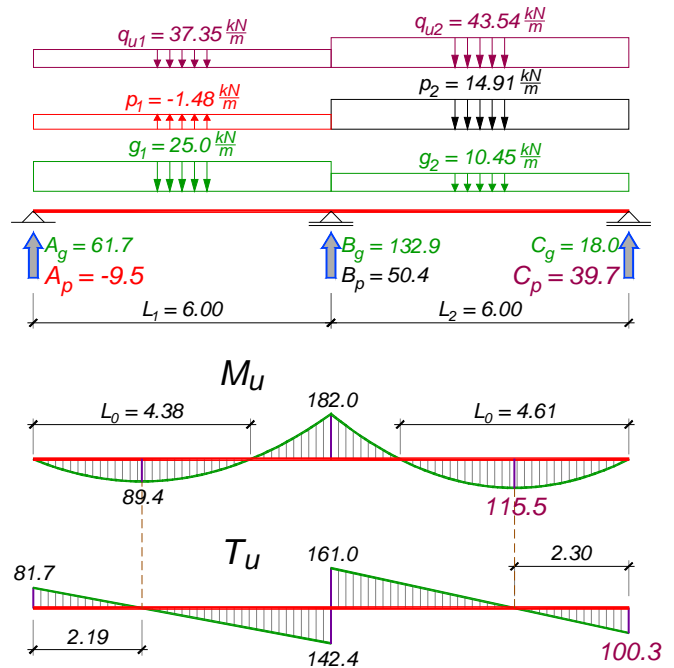 q_u1 = 37.35 kN/m q_u2 = 43.54 kN/m
p_1 = -1.48 kN/m p_2 = 14.91 kN/m
g_1 = 25.0 kN/m g_2 = 10.45 kN/m
A_g = 61.7 B_g = 132.9 C_g = 18.0
A_p = -9.5 B_p = 50.4 C_p = 39.7
L_1 = 6.00 L_2 = 6.00
M_u
L_0 = 4.38 182.0 L_0 = 4.61
89.4 115.5
T_u
81.7 161.0 2.30
2.19 142.4 100.3